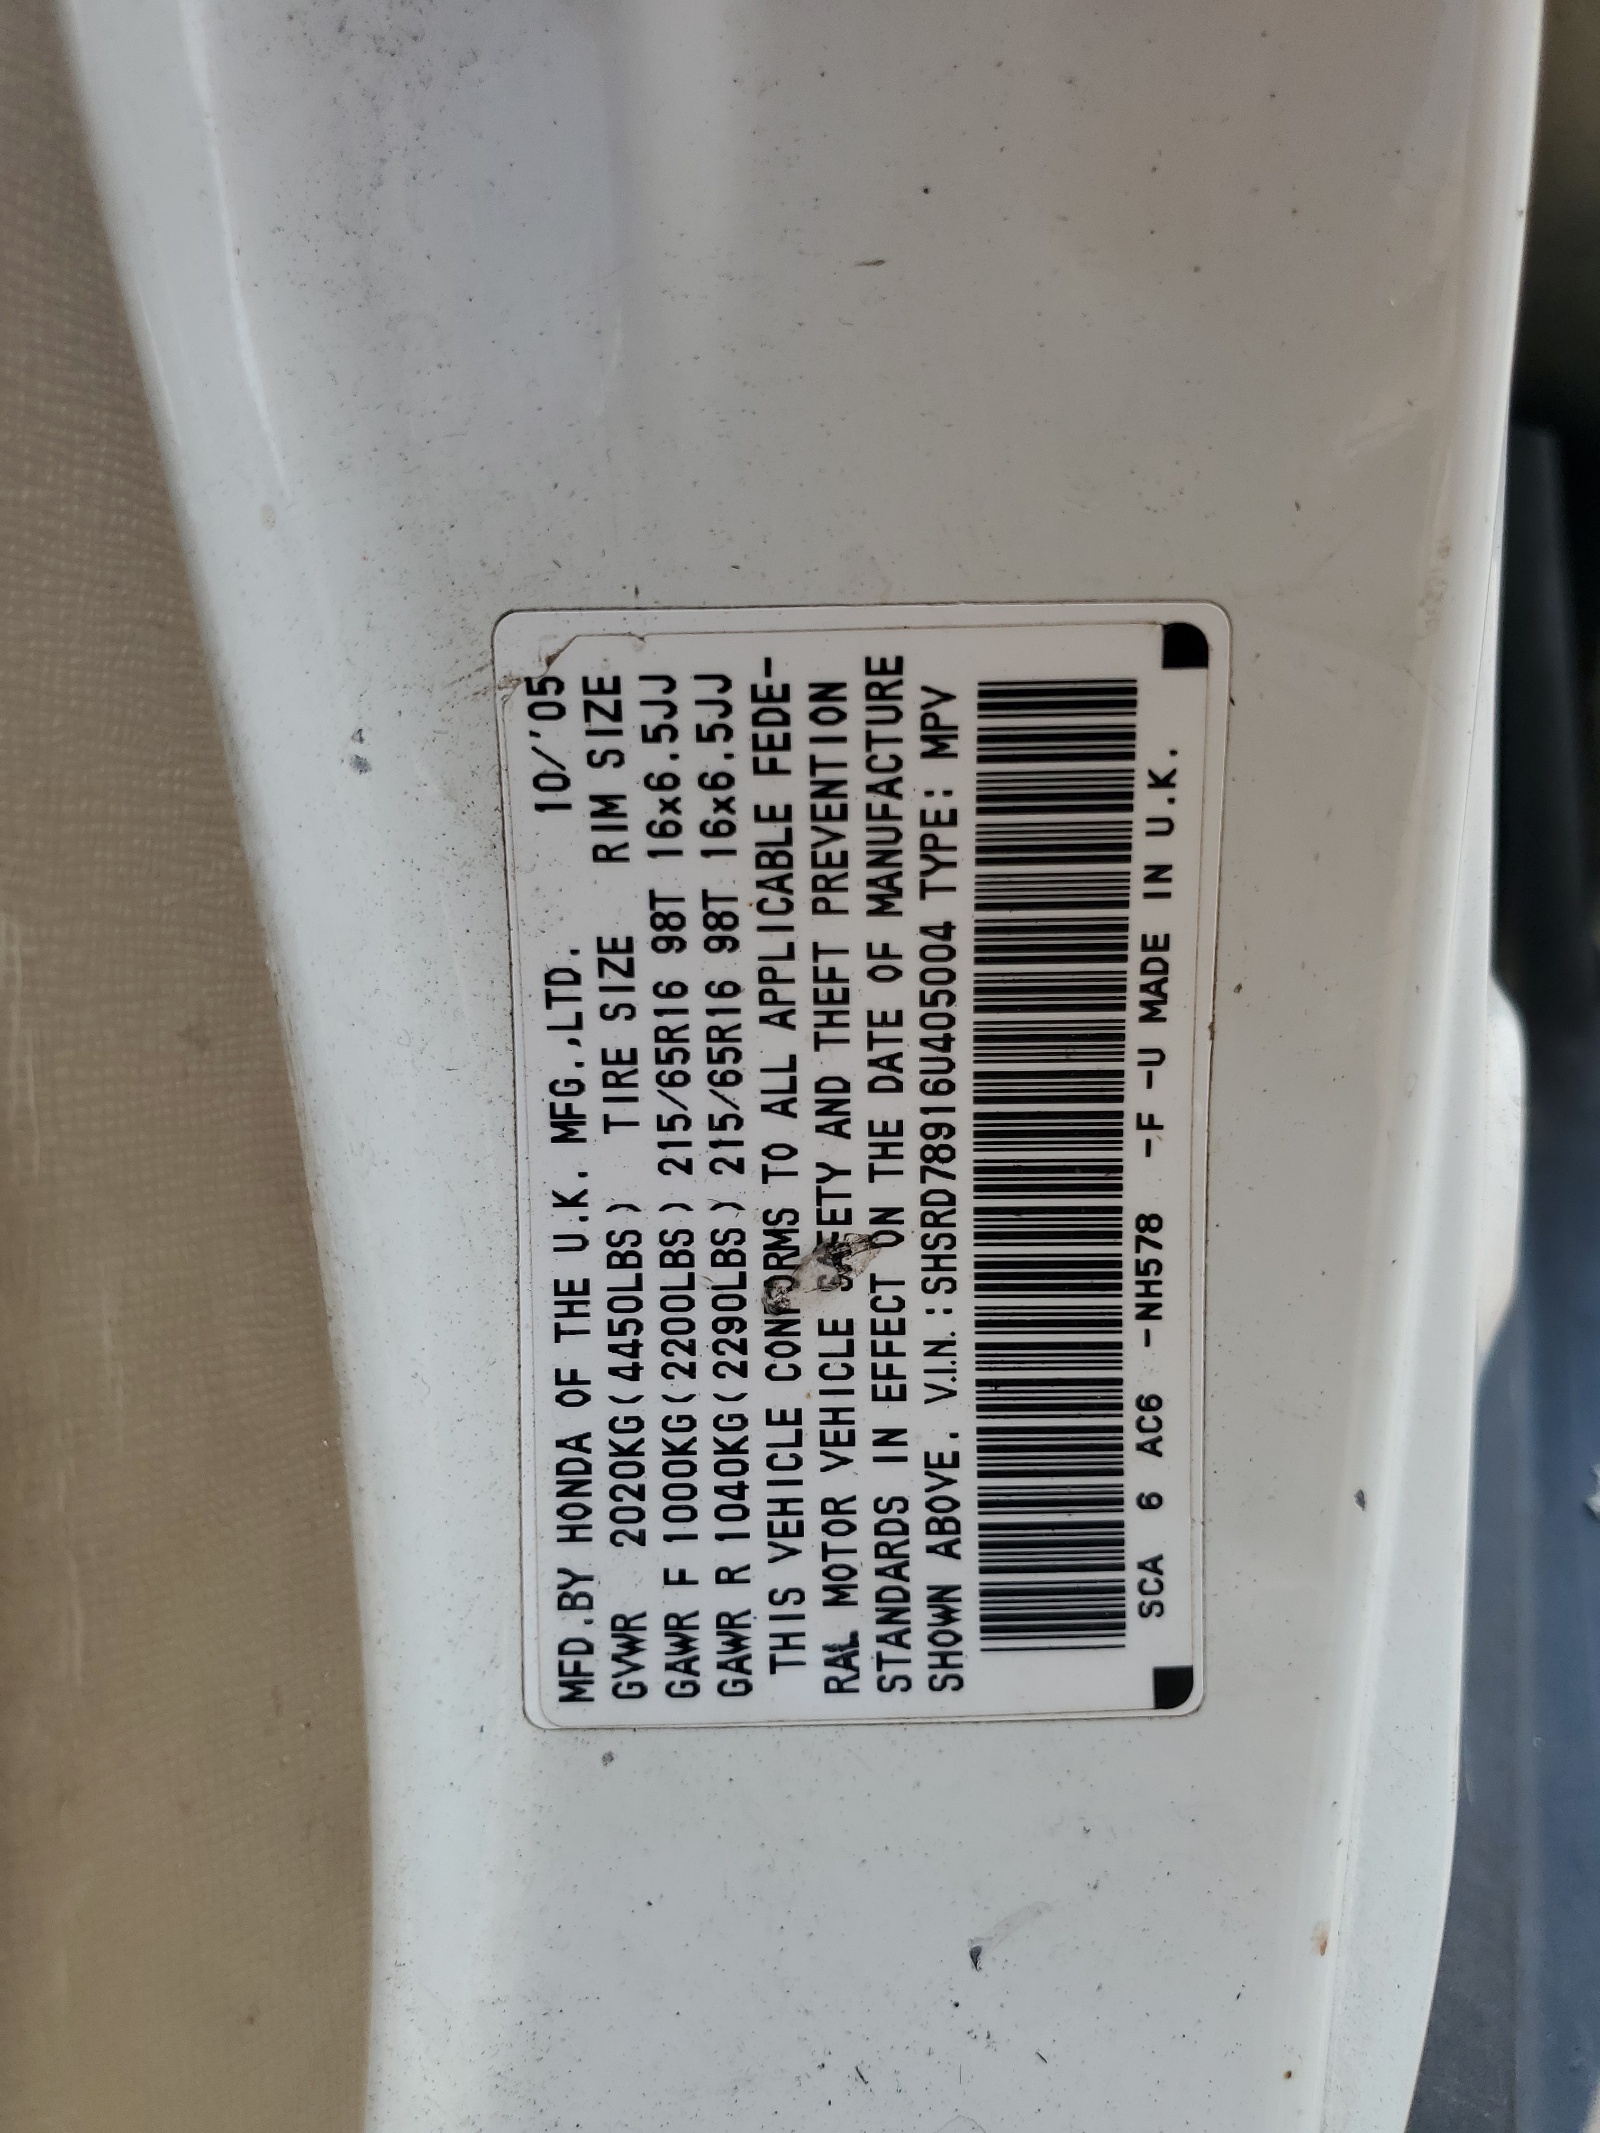 MFD.BY HONDA OF THE U.K. MFG.,LTD. 10/'05
GVWR 2020KG(4450LBS) TIRE SIZE RIM SIZE
GAWR F 1000KG(2200LBS) 215/65R16 98T 16x6.5JJ
GAWR R 1040KG(2290LBS) 215/65R16 98T 16x6.5JJ
THIS VEHICLE CONFORMS TO ALL APPLICABLE FEDE-
RAL MOTOR VEHICLE SAFETY AND THEFT PREVENTION
STANDARDS IN EFFECT ON THE DATE OF MANUFACTURE
SHOWN ABOVE. V.I.N.:SHSRD78916U405004 TYPE: MPV
SCA 6 AC6 -NH578 -F -U MADE IN U.K.